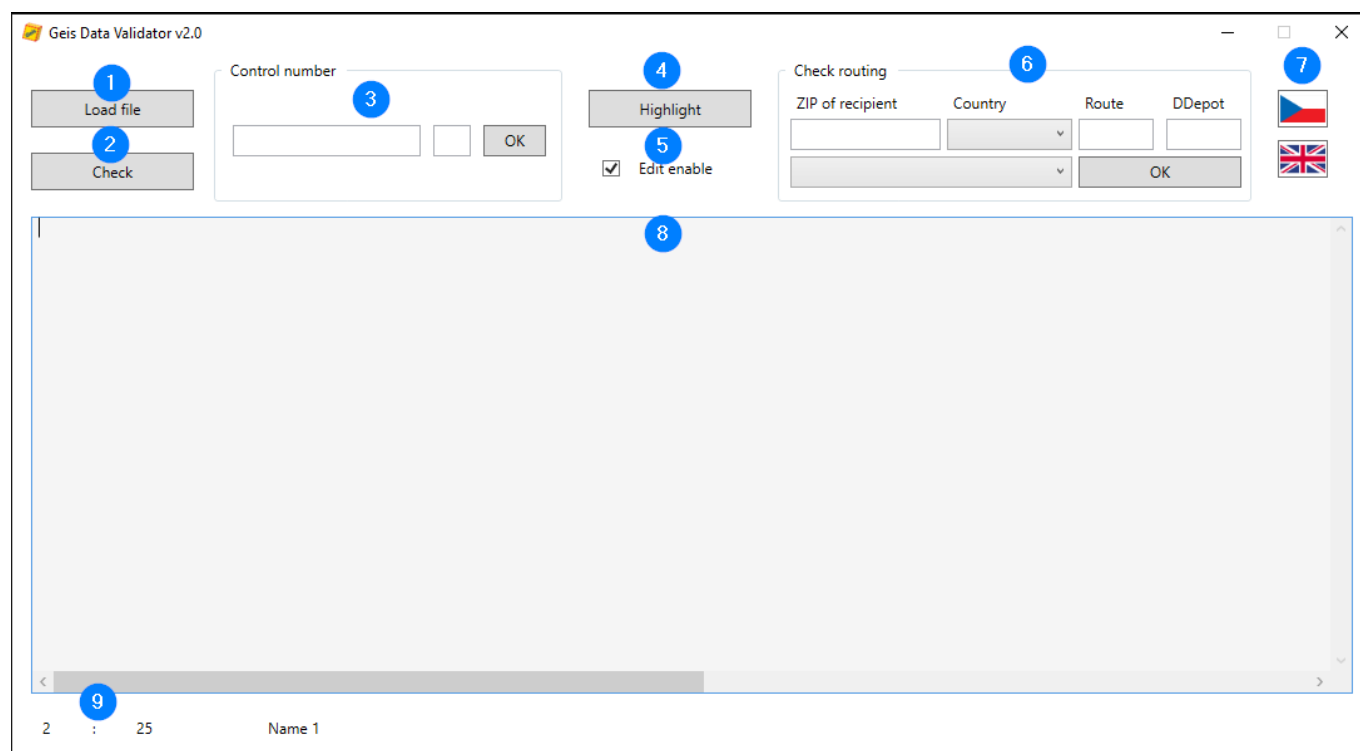 Geis Data Validator v2.0
1
Load file
2
Check
Control number
3
OK
4
Highlight
5
Edit enable
Check routing
6
ZIP of recipient Country Route DDepot
OK
7
8
9
2 : 25 Name 1